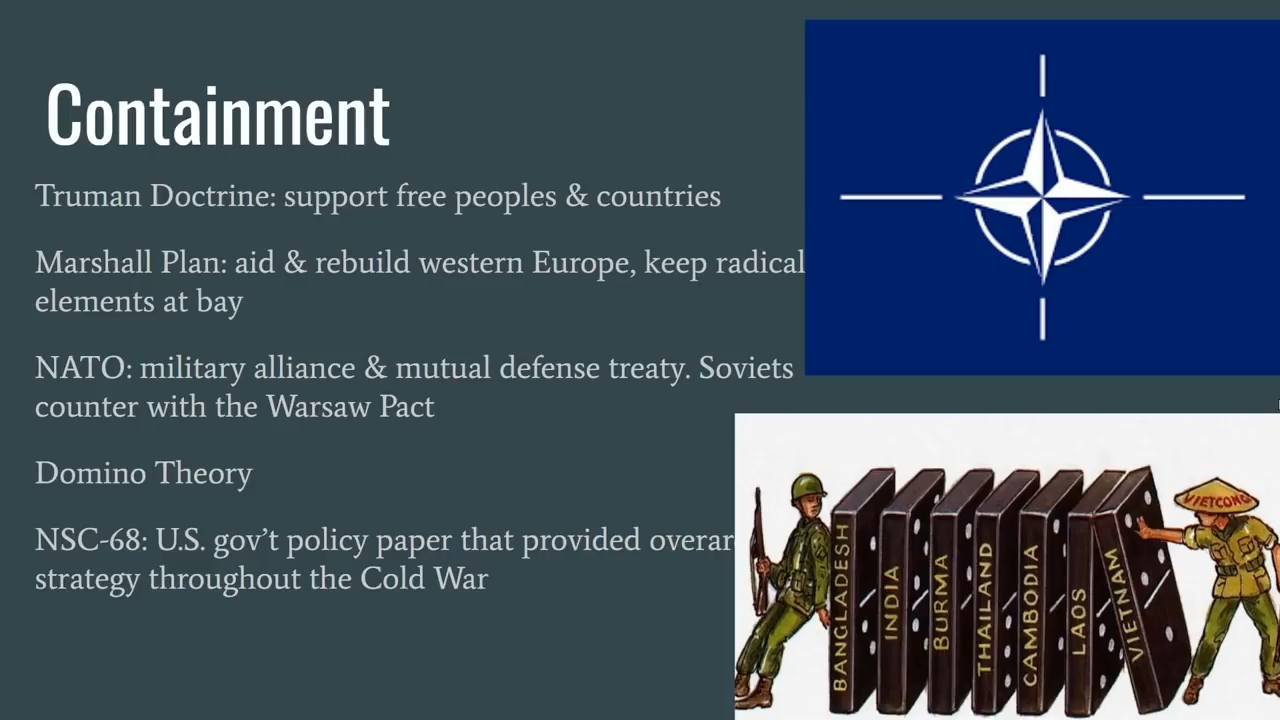 Containment
Truman Doctrine: support free peoples & countries
Marshall Plan: aid & rebuild western Europe, keep radical
elements at bay
NATO: military alliance & mutual defense treaty. Soviets
counter with the Warsaw Pact
Domino Theory
NSC-68: U.S. gov’t policy paper that provided
strategy throughout the Cold War
BANGLADESH
INDIA
BURMA
THAILAND
CAMBODIA
LAOS
VIETNAM
VIETCONG